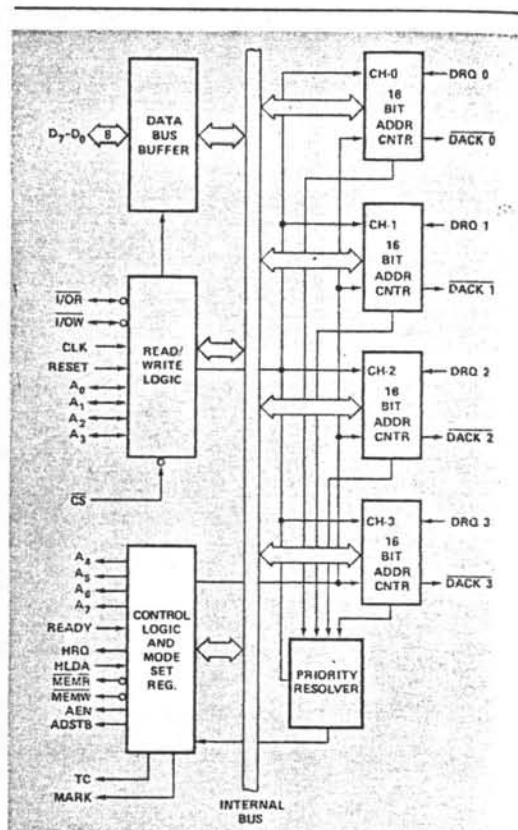 DATA
BUS
BUFFER
D₇-D₀
8
I/OR
I/OW
CLK
RESET
A₀
A₁
A₂
A₃
READ/
WRITE
LOGIC
CS
A₄
A₅
A₆
A₇
READY
HRQ
HLDA
MEMR
MEMW
AEN
ADSTB
CONTROL
LOGIC
AND
MODE
SET
REG.
TC
MARK
INTERNAL
BUS
CH-0
16
BIT
ADDR
CNTR
DRQ 0
DACK 0
CH-1
16
BIT
ADDR
CNTR
DRQ 1
DACK 1
CH-2
16
BIT
ADDR
CNTR
DRQ 2
DACK 2
CH-3
16
BIT
ADDR
CNTR
DRQ 3
DACK 3
PRIORITY
RESOLVER